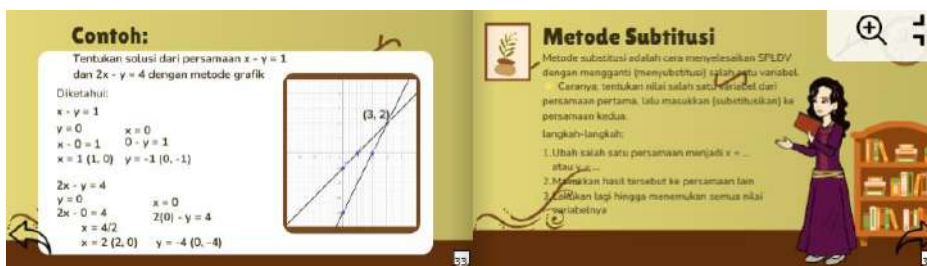 Contoh:
Tentukan solusi dari persamaan x - y = 1
dan 2x - y = 4 dengan metode grafik
Diketahui:
x - y = 1
y = 0 x = 0
x - 0 = 1 0 - y = 1
x = 1 (1, 0) y = -1 (0, -1)
2x - y = 4
y = 0 x = 0
2x - 0 = 4 2(0) - y = 4
x = 4/2
x = 2 (2, 0) y = -4 (0, -4)
(3, 2)
33
Metode Subtitusi
Metode substitusi adalah cara menyelesaikan SPLDV
dengan mengganti (menyubstitusi) salah satu variabel.
Caranya, tentukan nilai salah satu variabel dari
persamaan pertama, lalu masukkan (substitusikan) ke
persamaan kedua.
langkah-langkah:
1. Ubah salah satu persamaan menjadi x = ...
atau y = ...
2. Masukkan hasil tersebut ke persamaan lain
3. Lakukan lagi hingga menemukan semua nilai
variabelnya